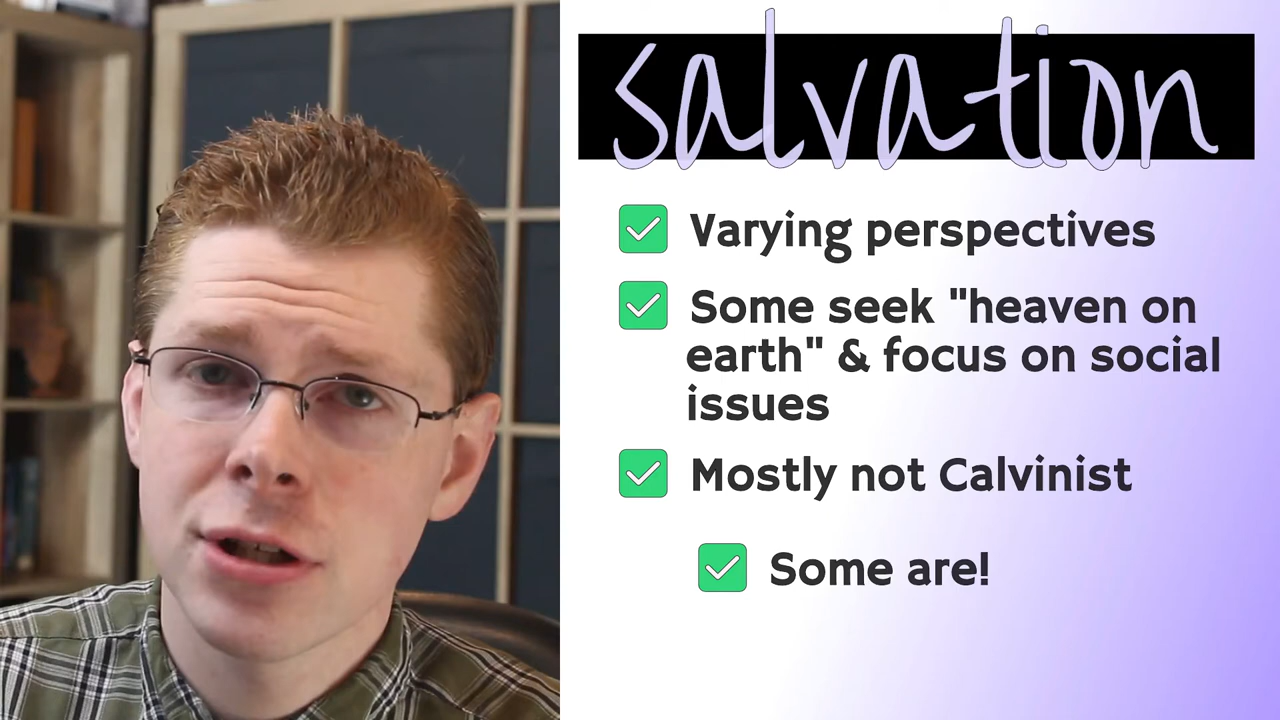 salvation
Varying perspectives
Some seek "heaven on
earth" & focus on social
issues
Mostly not Calvinist
Some are!